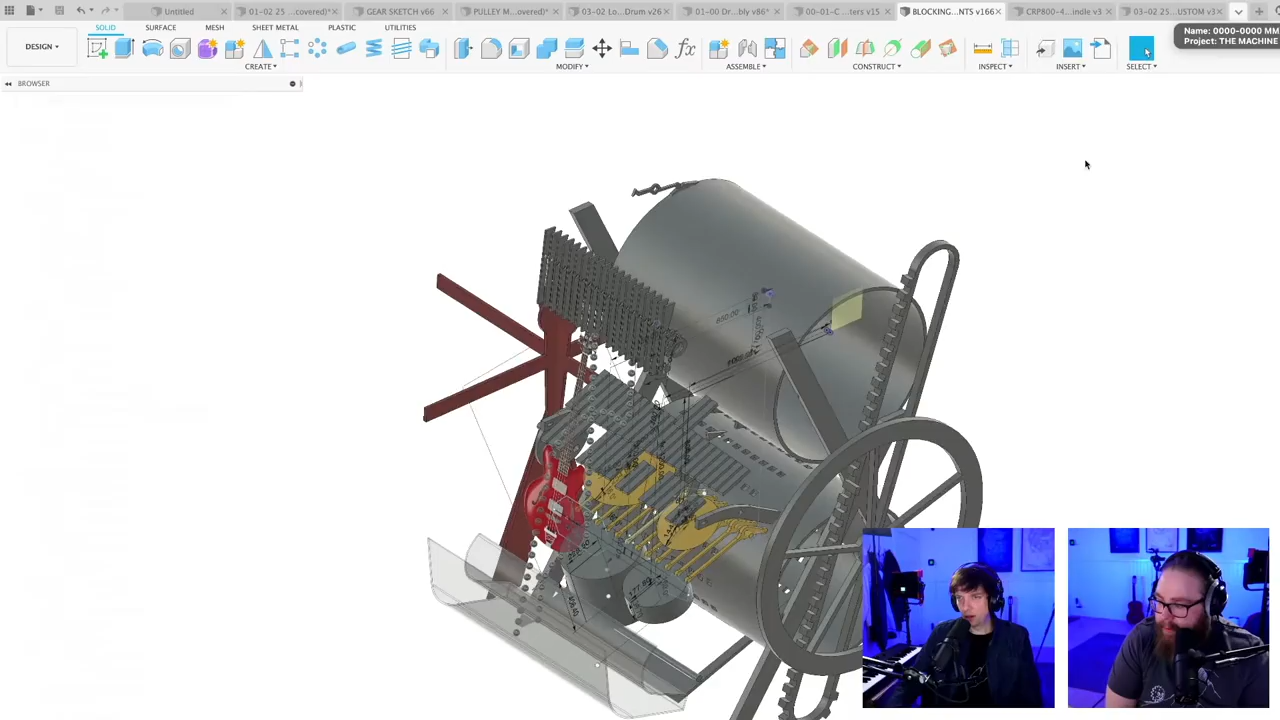 Untitled
01-02 25 ...covered)*
GEAR SKETCH v66
PULLEY M...overed)*
03-02 Lo...Drum v26
01-00 Dr...bly v86*
00-01-C ...ters v15
BLOCKING...NTS v166
CRP800-4...indle v3
03-02 25...USTOM v3
Name: 0000-0000 MM
Project: THE MACHINE
SOLID
SURFACE
MESH
SHEET METAL
PLASTIC
UTILITIES
DESIGN
fx
CREATE
MODIFY
ASSEMBLE
CONSTRUCT
INSPECT
INSERT
SELECT
BROWSER
850.00